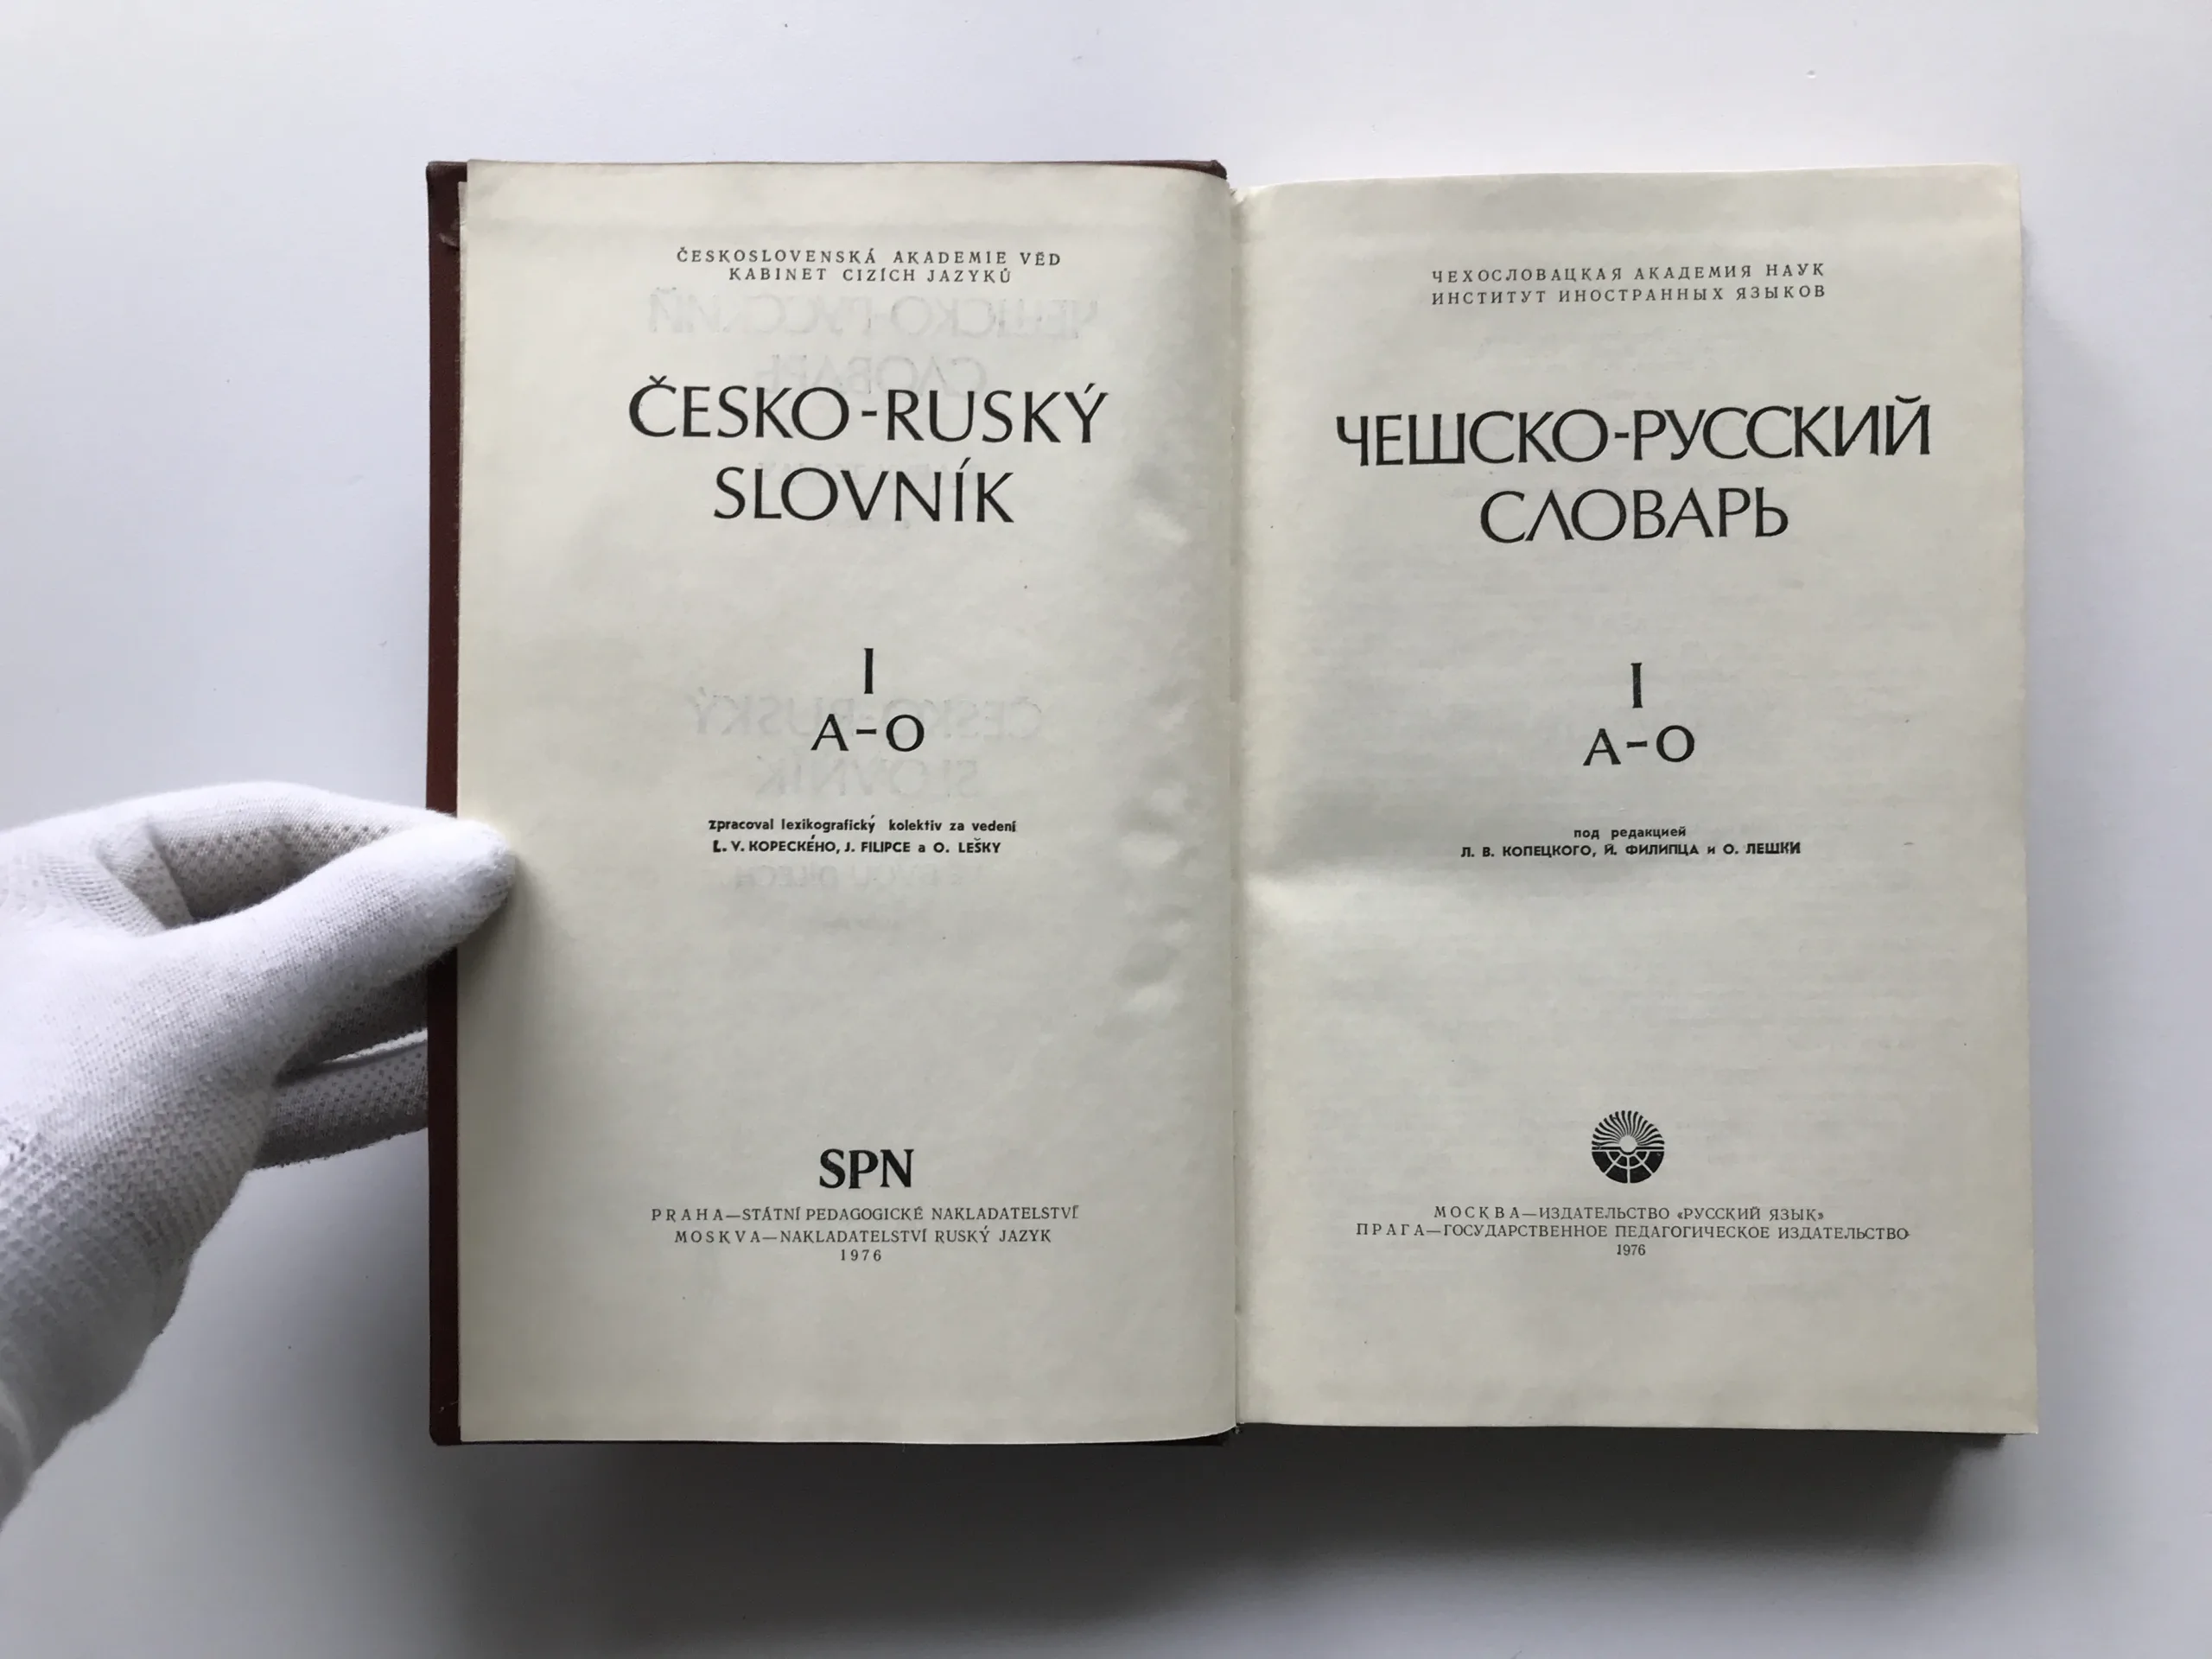 ČESKOSLOVENSKÁ AKADEMIE VĚD
KABINET CIZÍCH JAZYKŮ
ČESKO-RUSKÝ
SLOVNÍK
I
A-O
zpracoval lexikografický kolektiv za vedení
L. V. KOPECKÉHO, J. FILIPCE a O. LEŠKY
SPN
PRAHA—STÁTNÍ PEDAGOGICKÉ NAKLADATELSTVÍ
MOSKVA—NAKLADATELSTVÍ RUSKÝ JAZYK
1976
ЧЕХОСЛОВАЦКАЯ АКАДЕМИЯ НАУК
ИНСТИТУТ ИНОСТРАННЫХ ЯЗЫКОВ
ЧЕШСКО-РУССКИЙ
СЛОВАРЬ
I
A-O
под редакцией
Л. В. КОПЕЦКОГО, Й. ФИЛИПЦА и О. ЛЕШКИ
МОСКВА—ИЗДАТЕЛЬСТВО «РУССКИЙ ЯЗЫК»
ПРАГА—ГОСУДАРСТВЕННОЕ ПЕДАГОГИЧЕСКОЕ ИЗДАТЕЛЬСТВО
1976